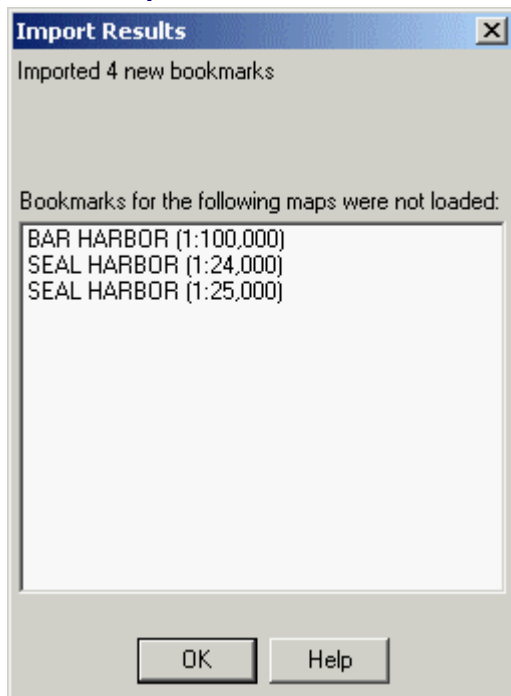 Import Results
Imported 4 new bookmarks
Bookmarks for the following maps were not loaded:
BAR HARBOR (1:100,000)
SEAL HARBOR (1:24,000)
SEAL HARBOR (1:25,000)
OK
Help